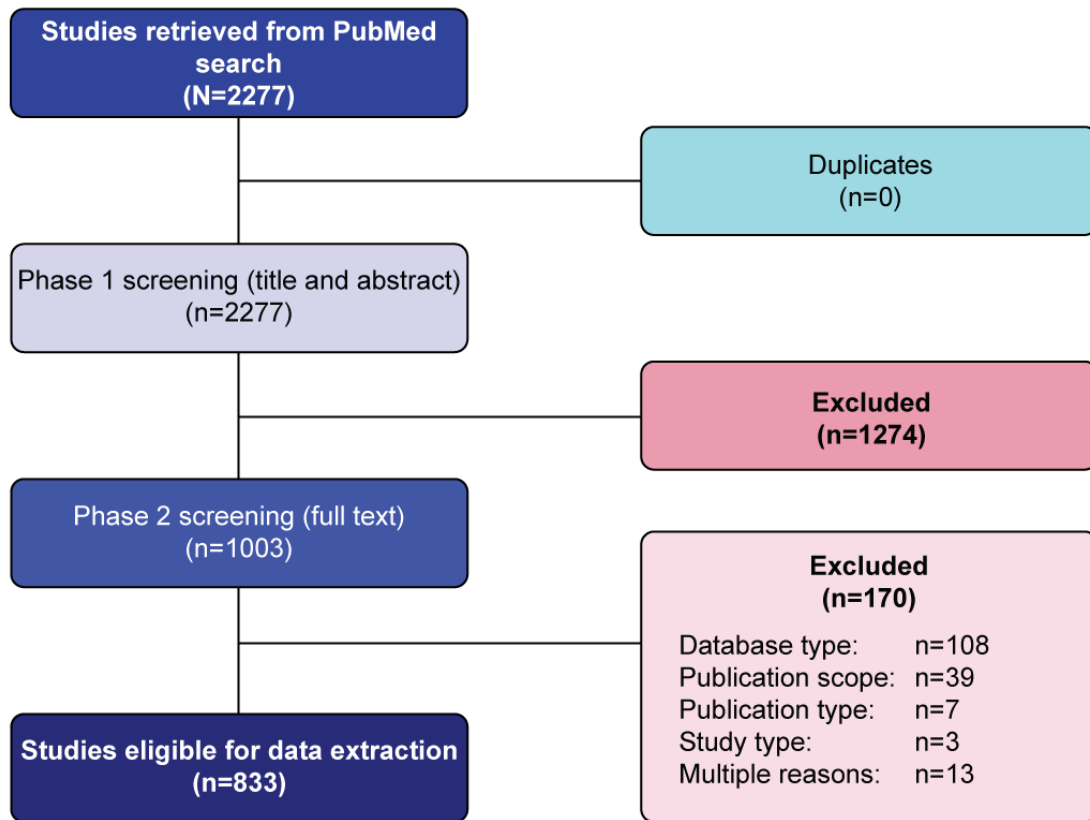 Studies retrieved from PubMed
search
(N=2277)
Duplicates
(n=0)
Phase 1 screening (title and abstract)
(n=2277)
Excluded
(n=1274)
Phase 2 screening (full text)
(n=1003)
Excluded
(n=170)
Database type: n=108
Publication scope: n=39
Publication type: n=7
Study type: n=3
Multiple reasons: n=13
Studies eligible for data extraction
(n=833)